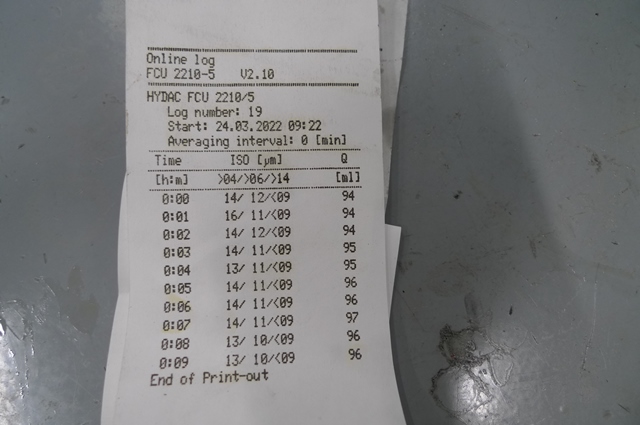 Online log
FCU 2210-5 V2.10
HYDAC FCU 2210/5
Log number: 19
Start: 24.03.2022 09:22
Averaging interval: 0 [min]
Time ISO [µm] Q
[h:m] >04/>06/>14 [ml]
0:00 14/ 12/<09 94
0:01 16/ 11/<09 94
0:02 14/ 12/<09 94
0:03 14/ 11/<09 95
0:04 13/ 11/<09 95
0:05 14/ 11/<09 96
0:06 14/ 11/<09 96
0:07 14/ 11/<09 97
0:08 13/ 10/<09 96
0:09 13/ 10/<09 96
End of Print-out